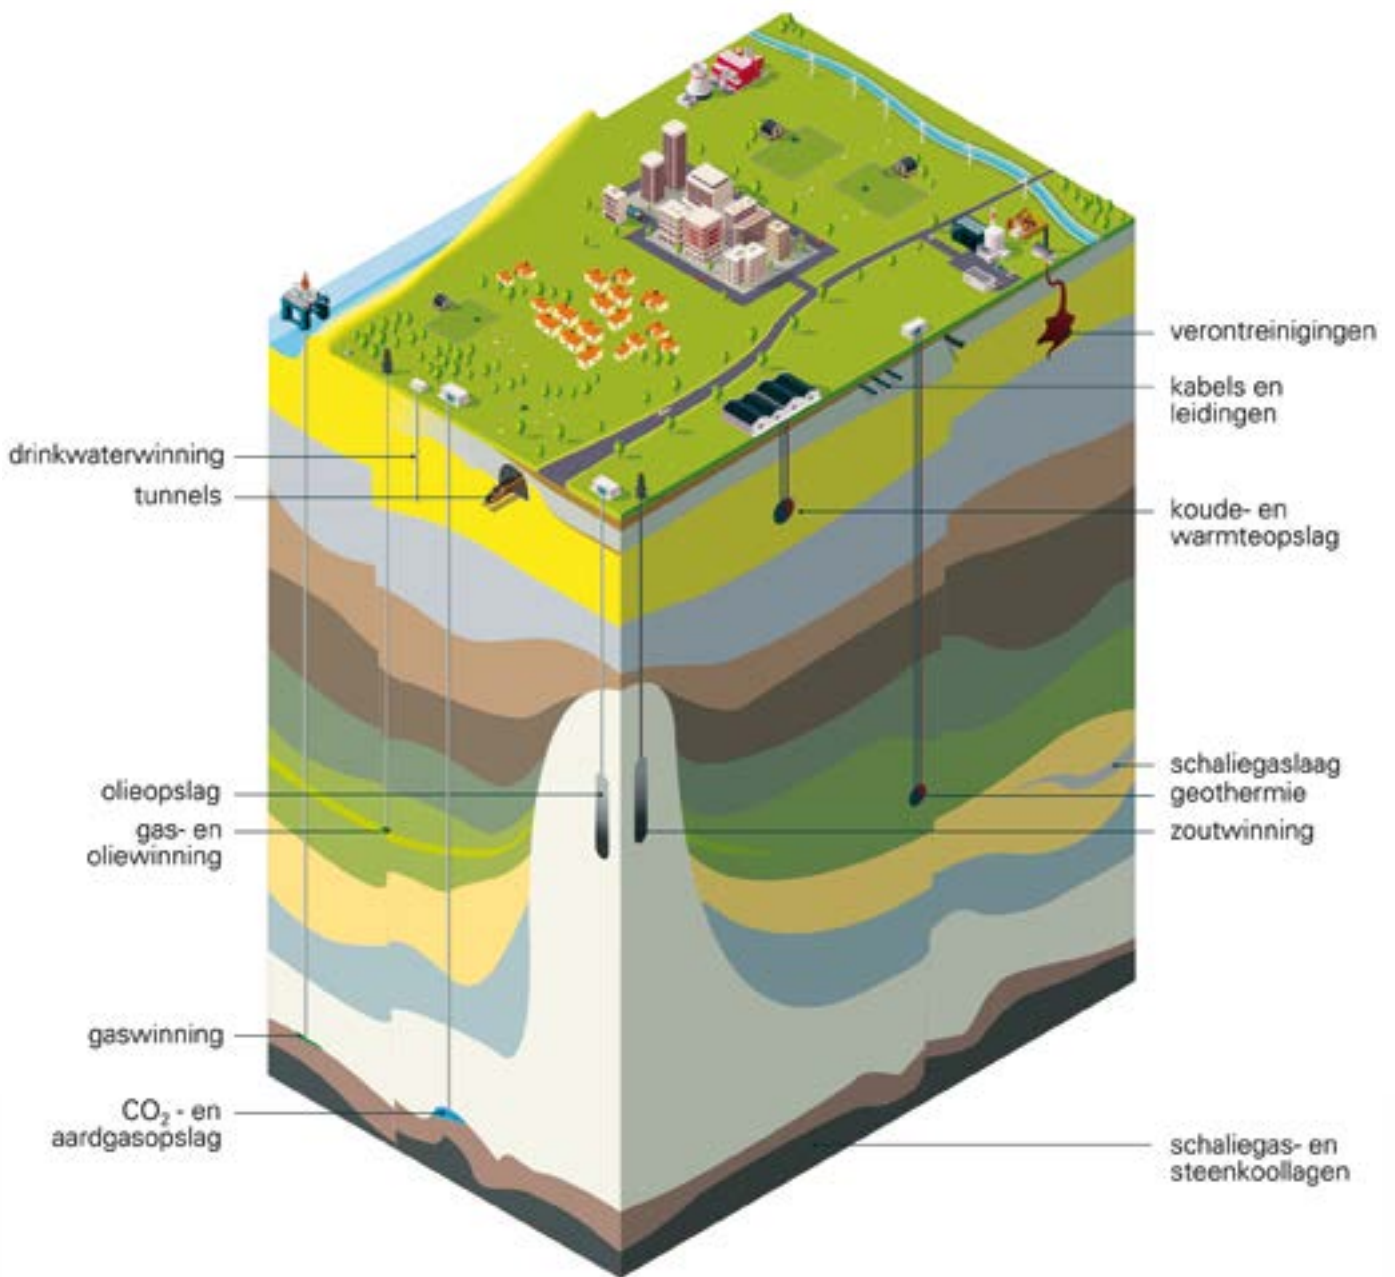 drinkwaterwinning
tunnels
olieopslag
gas- en
oliewinning
gaswinning
CO₂ - en
aardgasopslag
verontreinigingen
kabels en
leidingen
koude- en
warmteopslag
schaliegaslaag
geothermie
zoutwinning
schaliegas- en
steenkoollagen